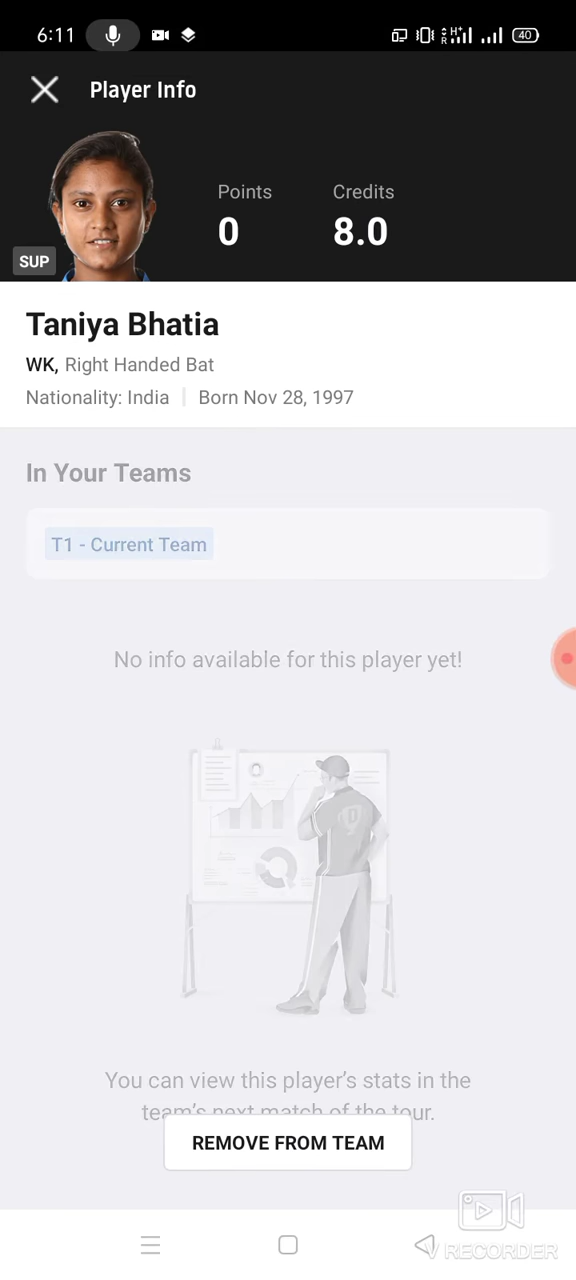 6:11
H+
R
40
Player Info
Points
Credits
0
8.0
SUP
Taniya Bhatia
WK, Right Handed Bat
Nationality: India | Born Nov 28, 1997
In Your Teams
T1 - Current Team
No info available for this player yet!
D
You can view this player's stats in the
team's next match of the tour.
REMOVE FROM TEAM
V RECORDER